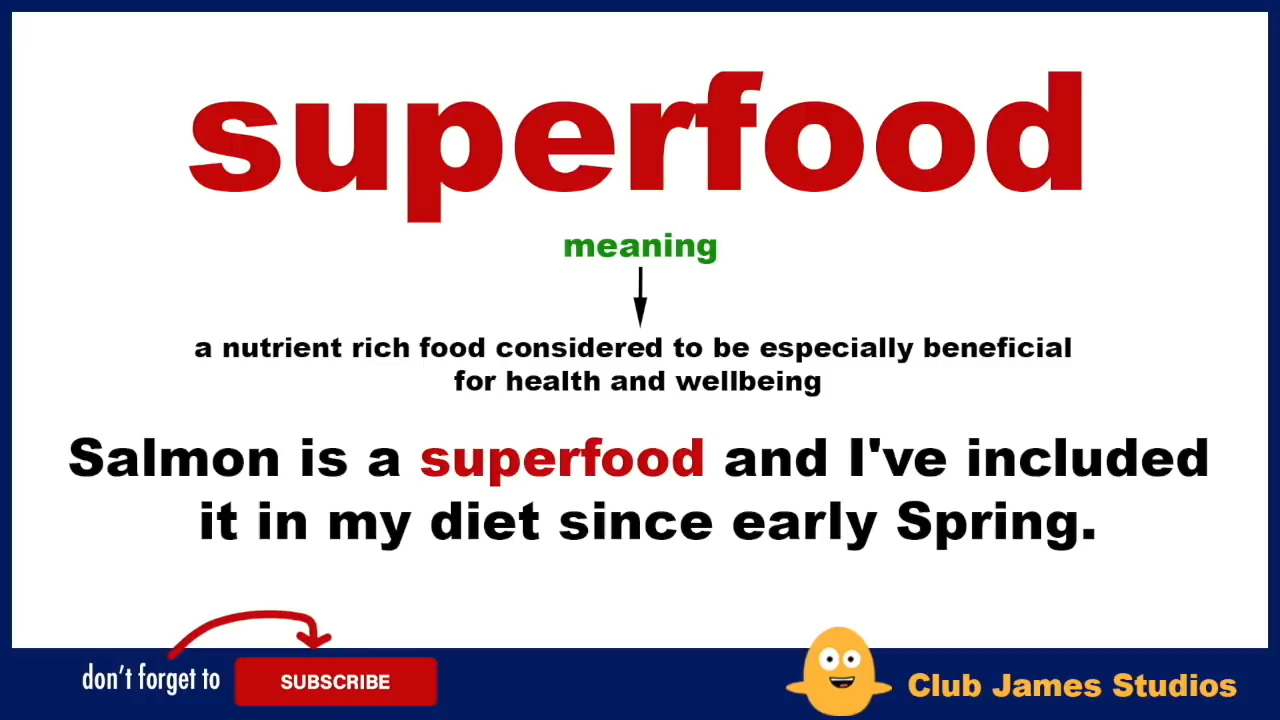 superfood
meaning
a nutrient rich food considered to be especially beneficial
for health and wellbeing
Salmon is a superfood and I've included
it in my diet since early Spring.
don't forget to
SUBSCRIBE
Club James Studios